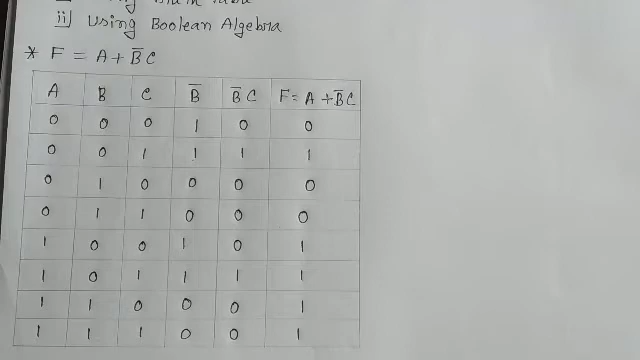 ii) Using Boolean Algebra
* F = A + B̅ C
A B C B̅ B̅ C F = A + B̅ C
0 0 0 1 0 0
0 0 1 1 1 1
0 1 0 0 0 0
0 1 1 0 0 0
1 0 0 1 0 1
1 0 1 1 1 1
1 1 0 0 0 1
1 1 1 0 0 1